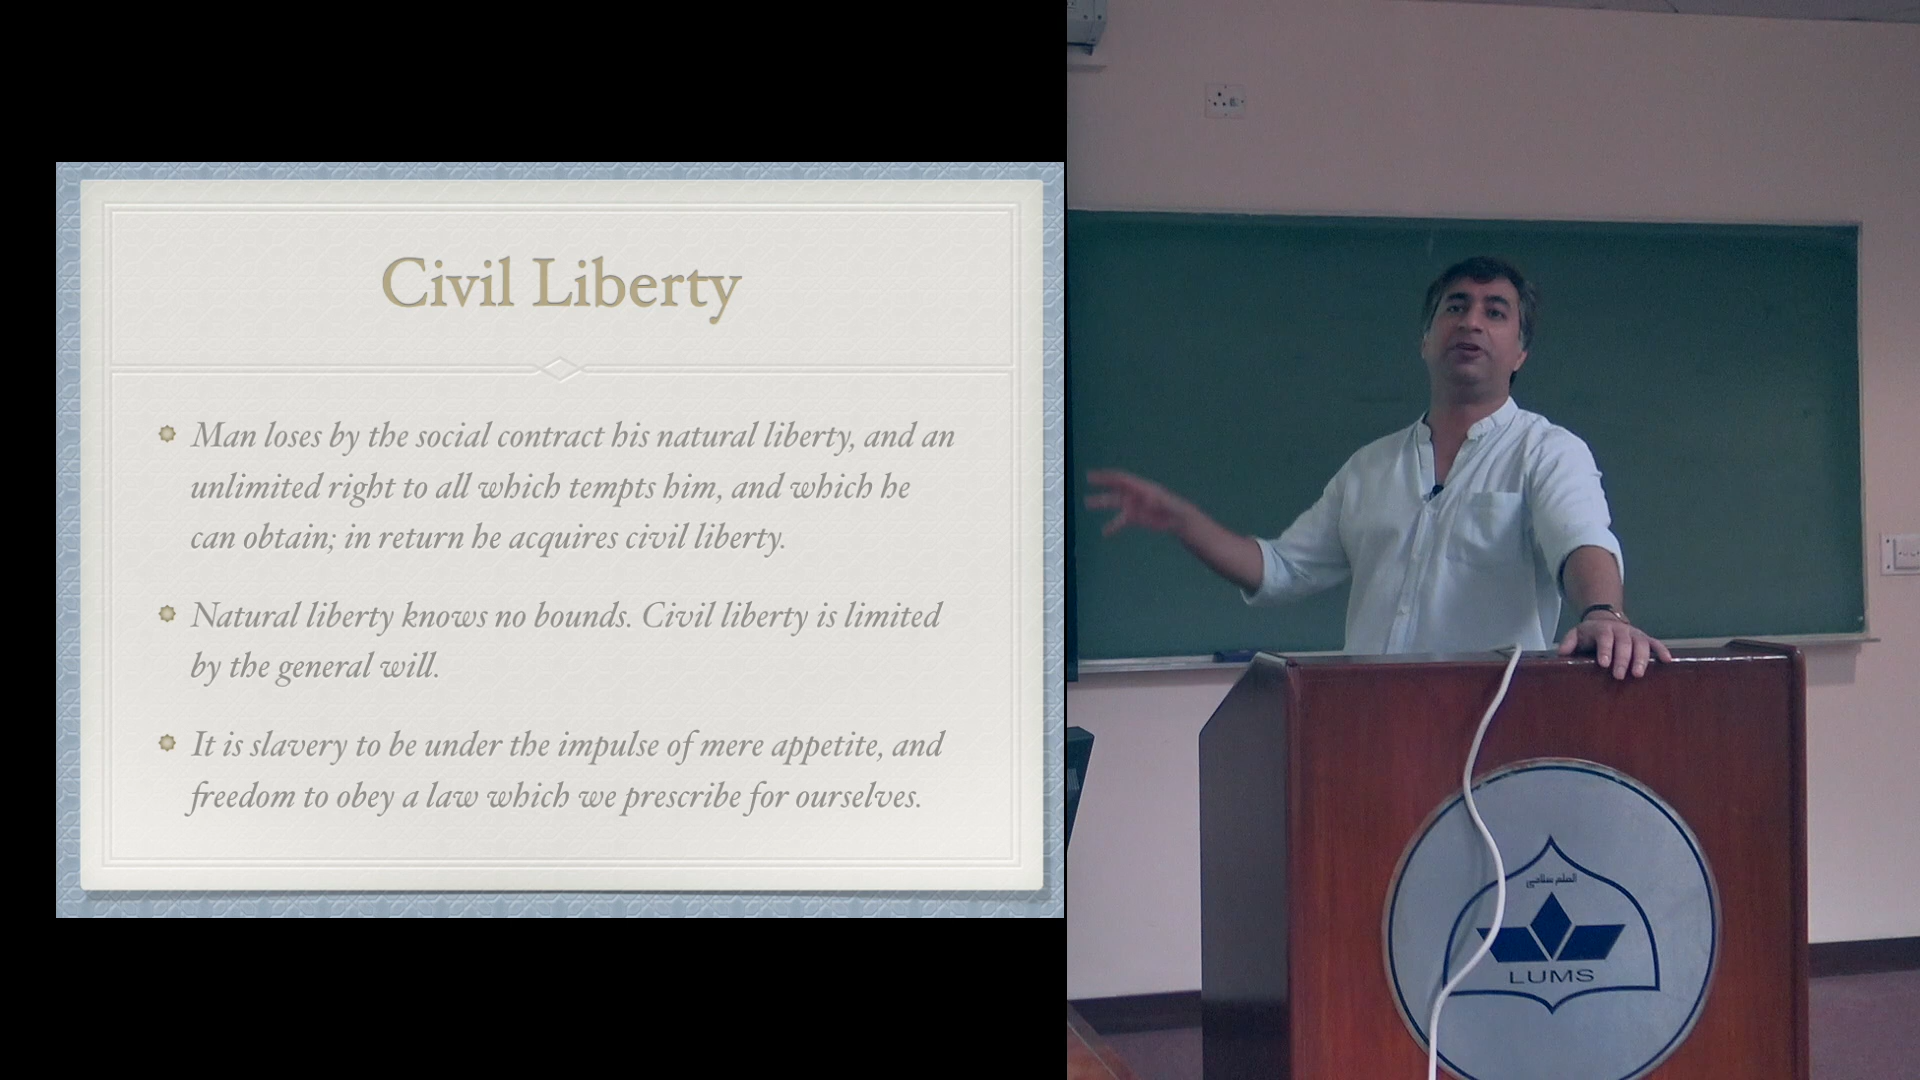 Civil Liberty
Man loses by the social contract his natural liberty, and an
unlimited right to all which tempts him, and which he
can obtain; in return he acquires civil liberty.
Natural liberty knows no bounds. Civil liberty is limited
by the general will.
It is slavery to be under the impulse of mere appetite, and
freedom to obey a law which we prescribe for ourselves.
LUMS